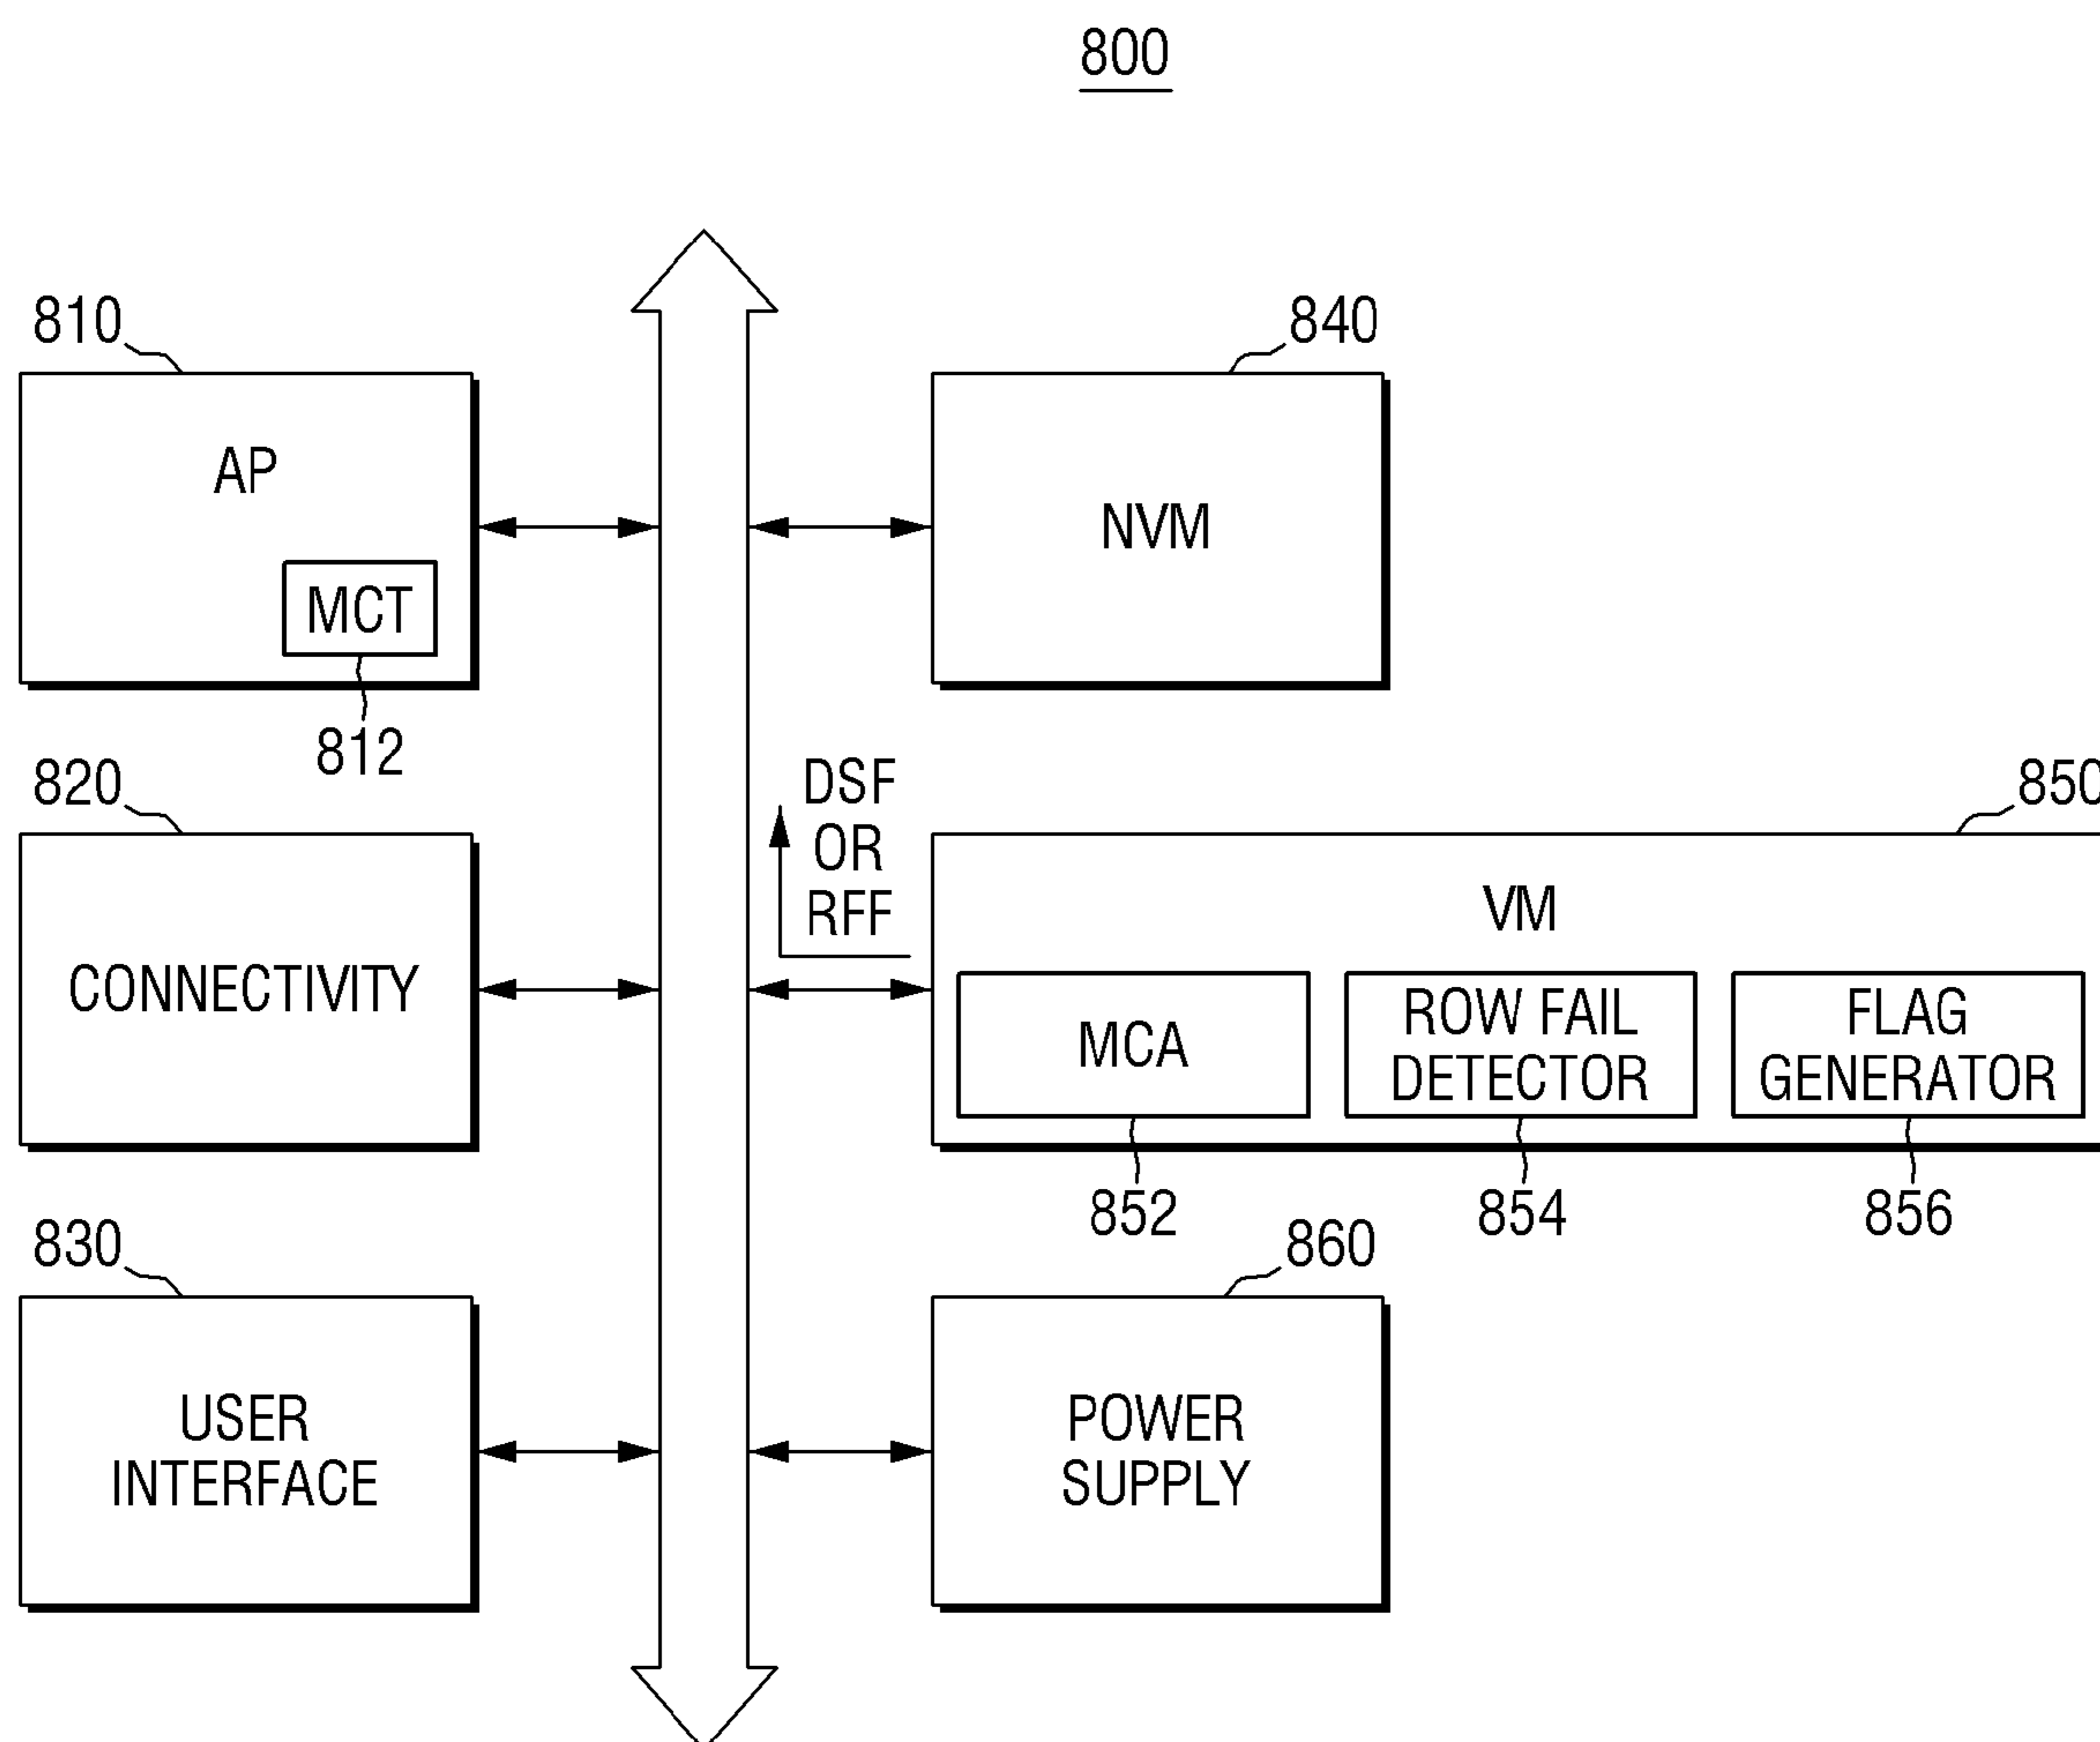 800
810
AP
MCT
812
840
NVM
820
CONNECTIVITY
DSF
OR
RFF
850
VM
MCA
ROW FAIL
DETECTOR
FLAG
GENERATOR
852
854
856
830
USER
INTERFACE
860
POWER
SUPPLY